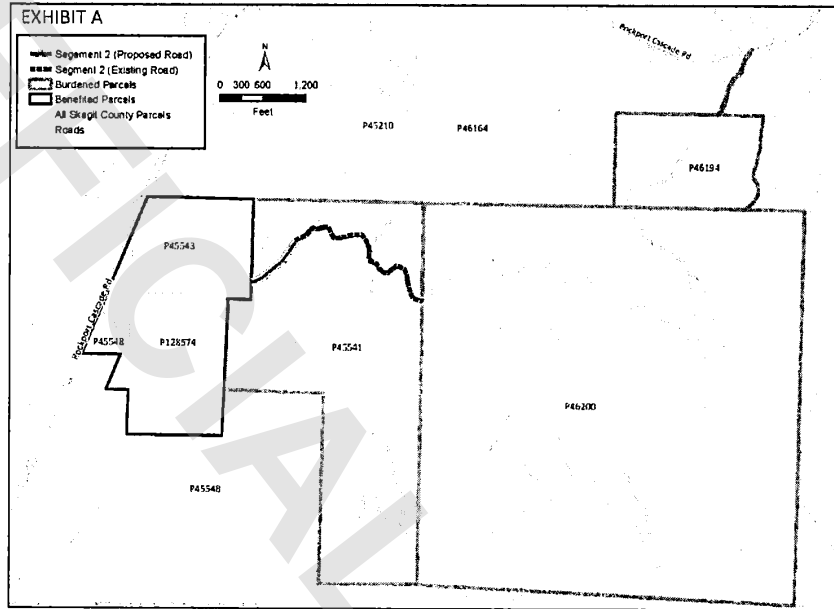 EXHIBIT A
Segement 2 (Proposed Road)
Segment 2 (Existing Road)
Burdened Parcels
Benefited Parcels
All Skagit County Parcels
Roads
N
0 300 600 1,200
Feet
Rockport Cascade Rd
P45210
P46164
P46194
P45543
Rockport Cascade Rd
P45548
P128574
P45541
P46200
P45548
FICIAL